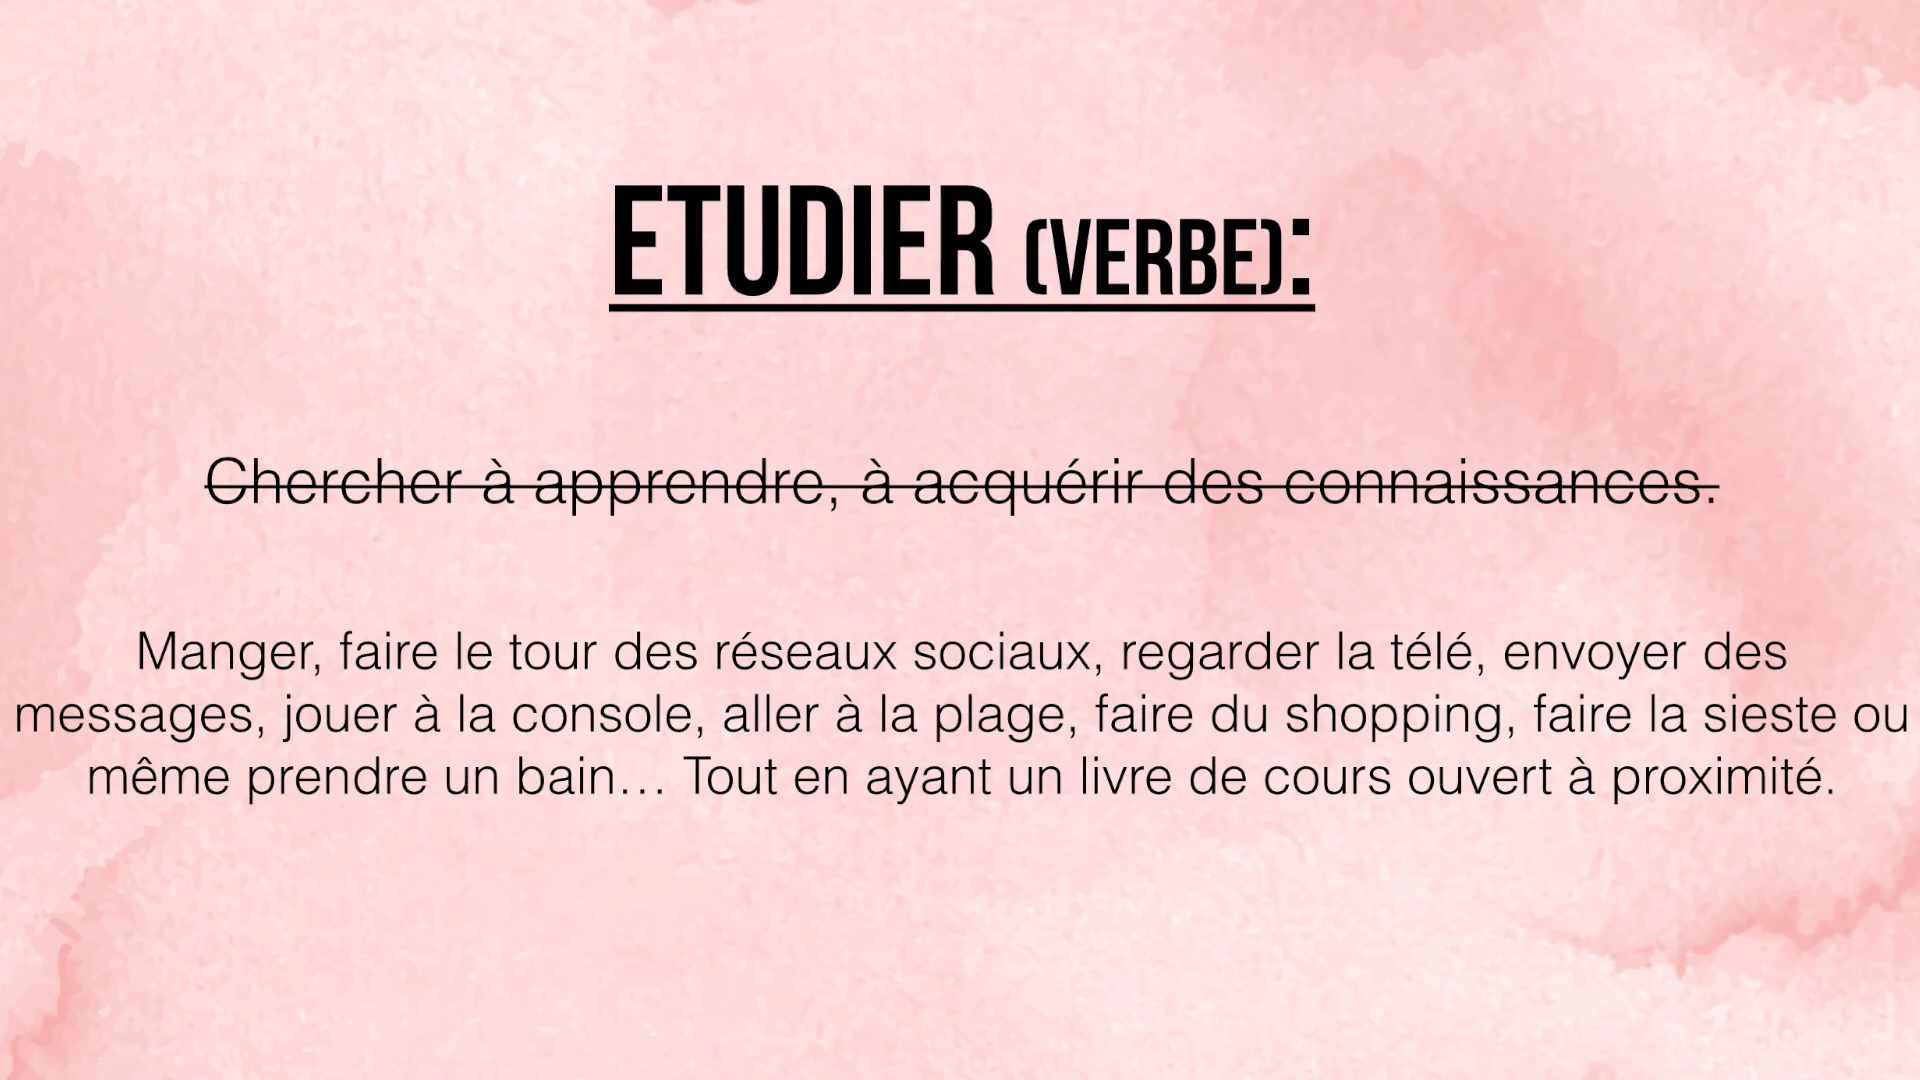 ETUDIER (VERBE):
Chercher à apprendre, à acquérir des connaissances.
Manger, faire le tour des réseaux sociaux, regarder la télé, envoyer des
messages, jouer à la console, aller à la plage, faire du shopping, faire la sieste ou
même prendre un bain… Tout en ayant un livre de cours ouvert à proximité.